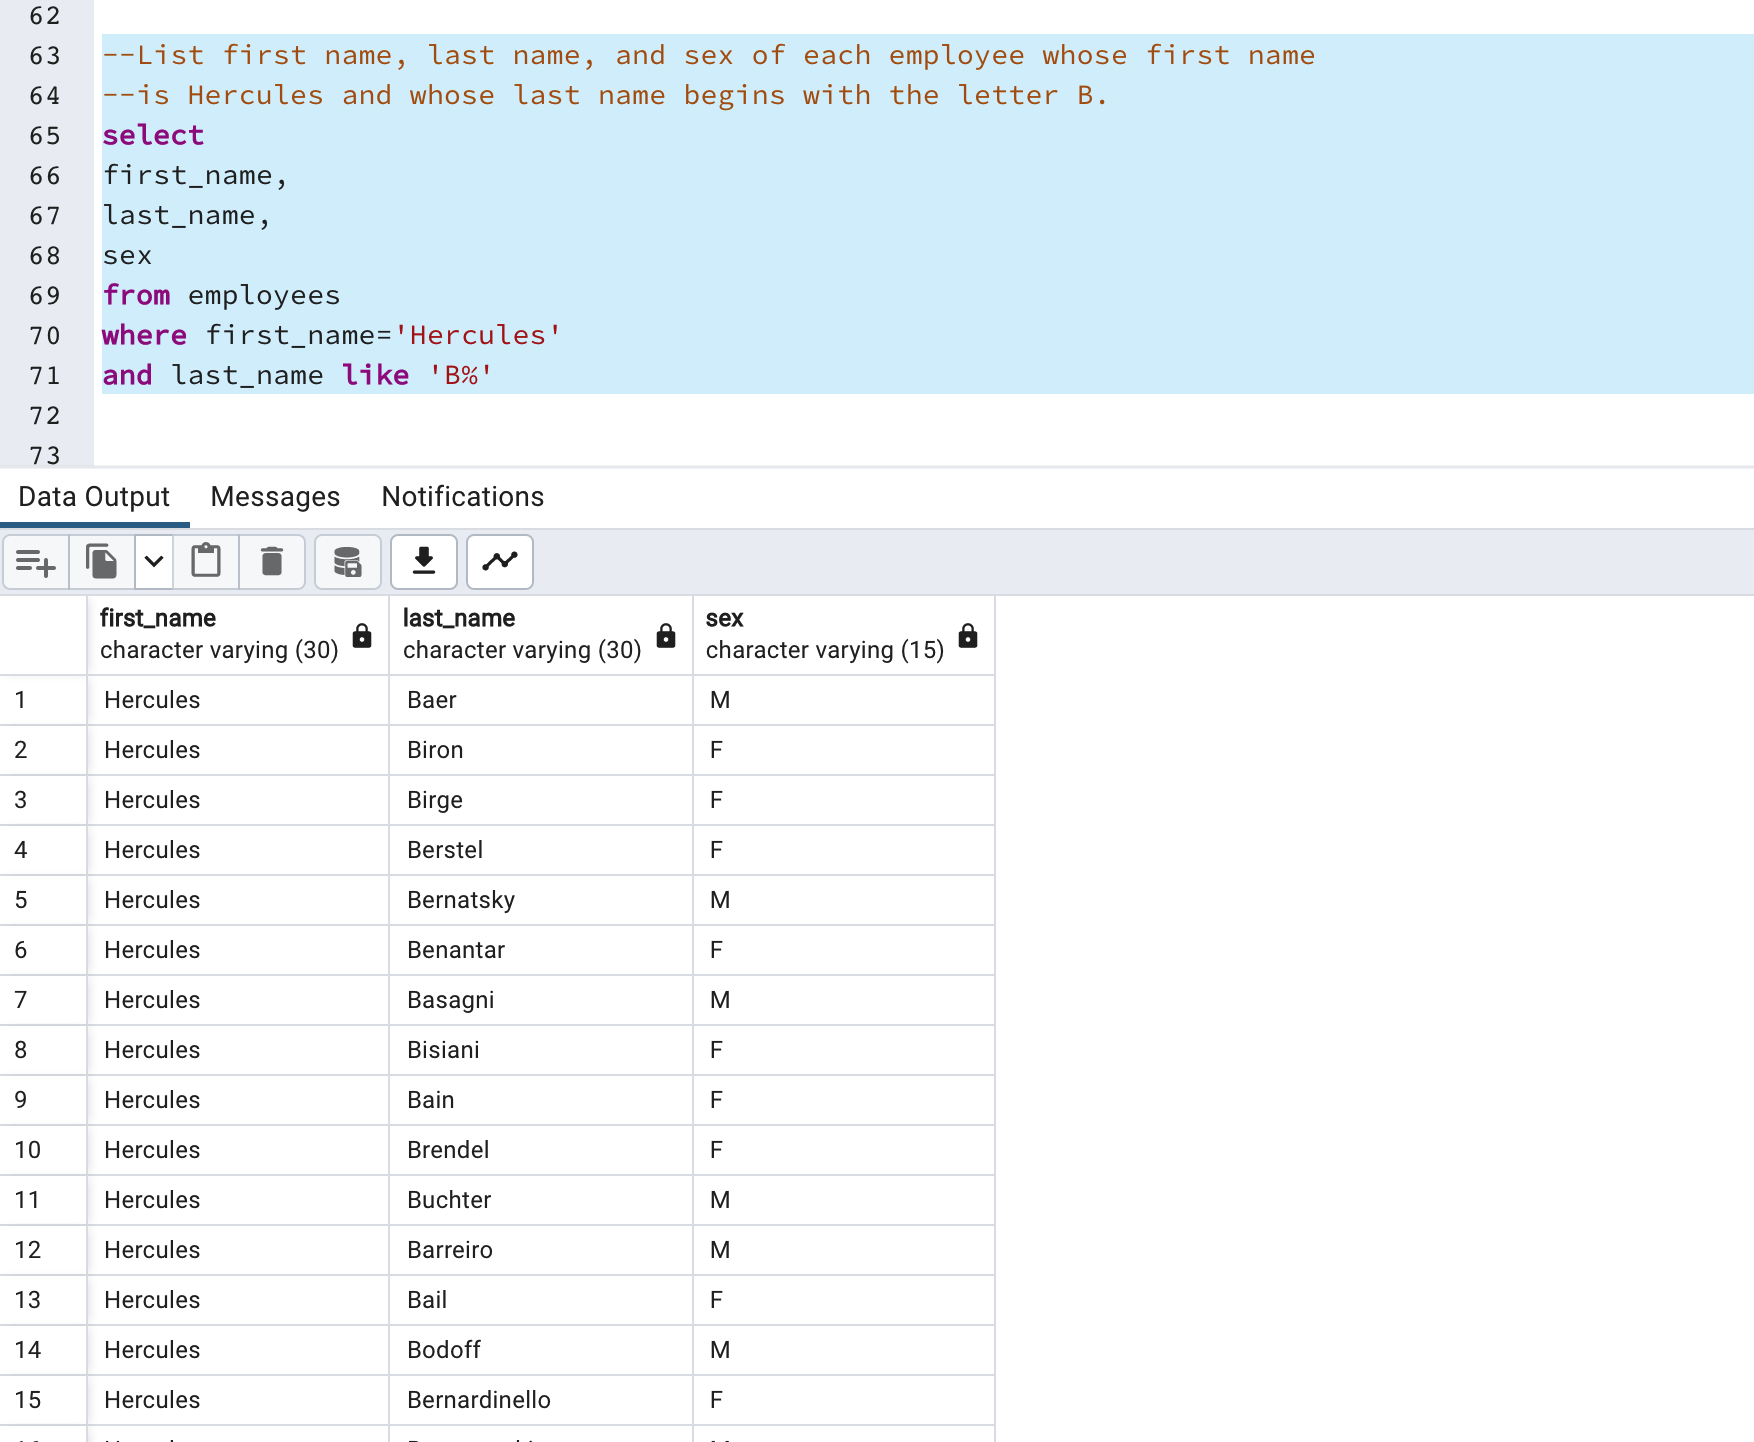 62
63 --List first name, last name, and sex of each employee whose first name
64 --is Hercules and whose last name begins with the letter B.
65 select
66 first_name,
67 last_name,
68 sex
69 from employees
70 where first_name='Hercules'
71 and last_name like 'B%'
72
73
Data Output Messages Notifications
first_name last_name sex
character varying (30) character varying (30) character varying (15)
1 Hercules Baer M
2 Hercules Biron F
3 Hercules Birge F
4 Hercules Berstel F
5 Hercules Bernatsky M
6 Hercules Benantar F
7 Hercules Basagni M
8 Hercules Bisiani F
9 Hercules Bain F
10 Hercules Brendel F
11 Hercules Buchter M
12 Hercules Barreiro M
13 Hercules Bail F
14 Hercules Bodoff M
15 Hercules Bernardinello F